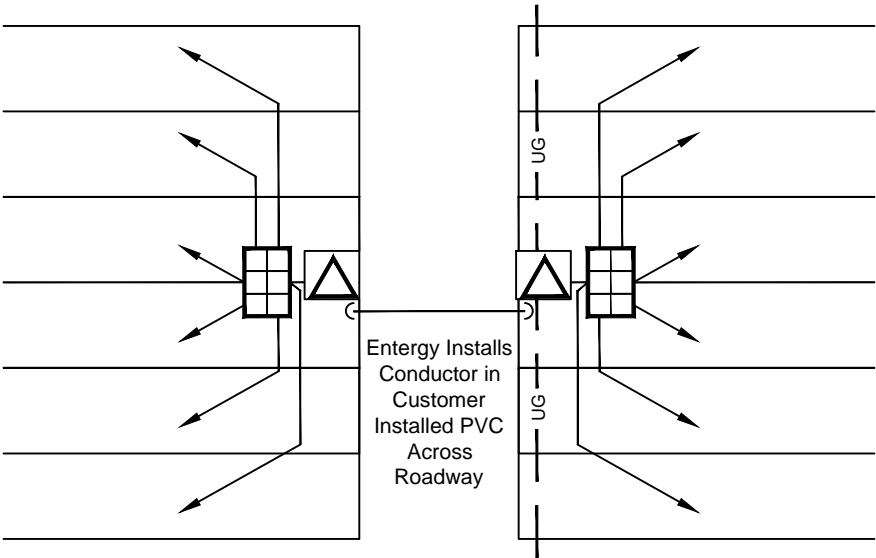 UG
Entergy Installs
Conductor in
Customer
Installed PVC
Across
Roadway
UG